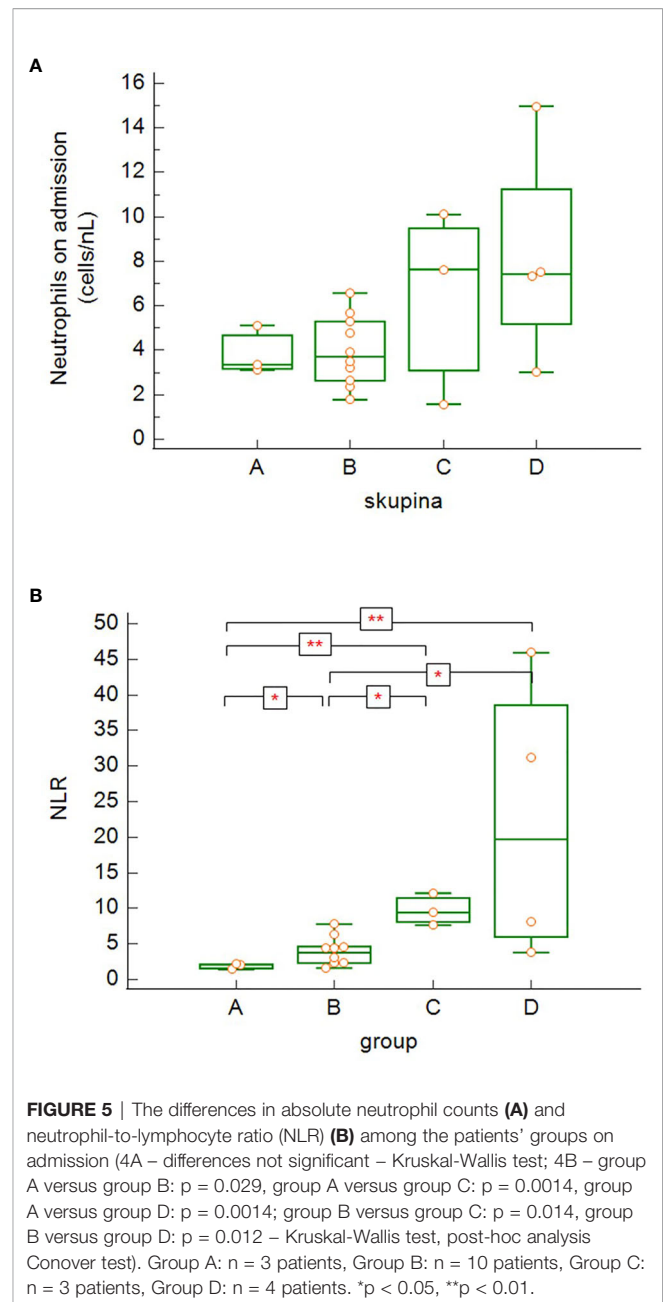 A
Neutrophils on admission
(cells/nL)
16
14
12
10
8
6
4
2
0
A B C D
skupina
B
NLR
50
45
40
35
30
25
20
15
10
5
0
**
**
*
* *
A B C D
group
FIGURE 5 | The differences in absolute neutrophil counts (A) and
neutrophil-to-lymphocyte ratio (NLR) (B) among the patients’ groups on
admission (4A – differences not significant – Kruskal-Wallis test; 4B – group
A versus group B: p = 0.029, group A versus group C: p = 0.0014, group
A versus group D: p = 0.0014; group B versus group C: p = 0.014, group
B versus group D: p = 0.012 – Kruskal-Wallis test, post-hoc analysis
Conover test). Group A: n = 3 patients, Group B: n = 10 patients, Group C:
n = 3 patients, Group D: n = 4 patients. *p < 0.05, **p < 0.01.